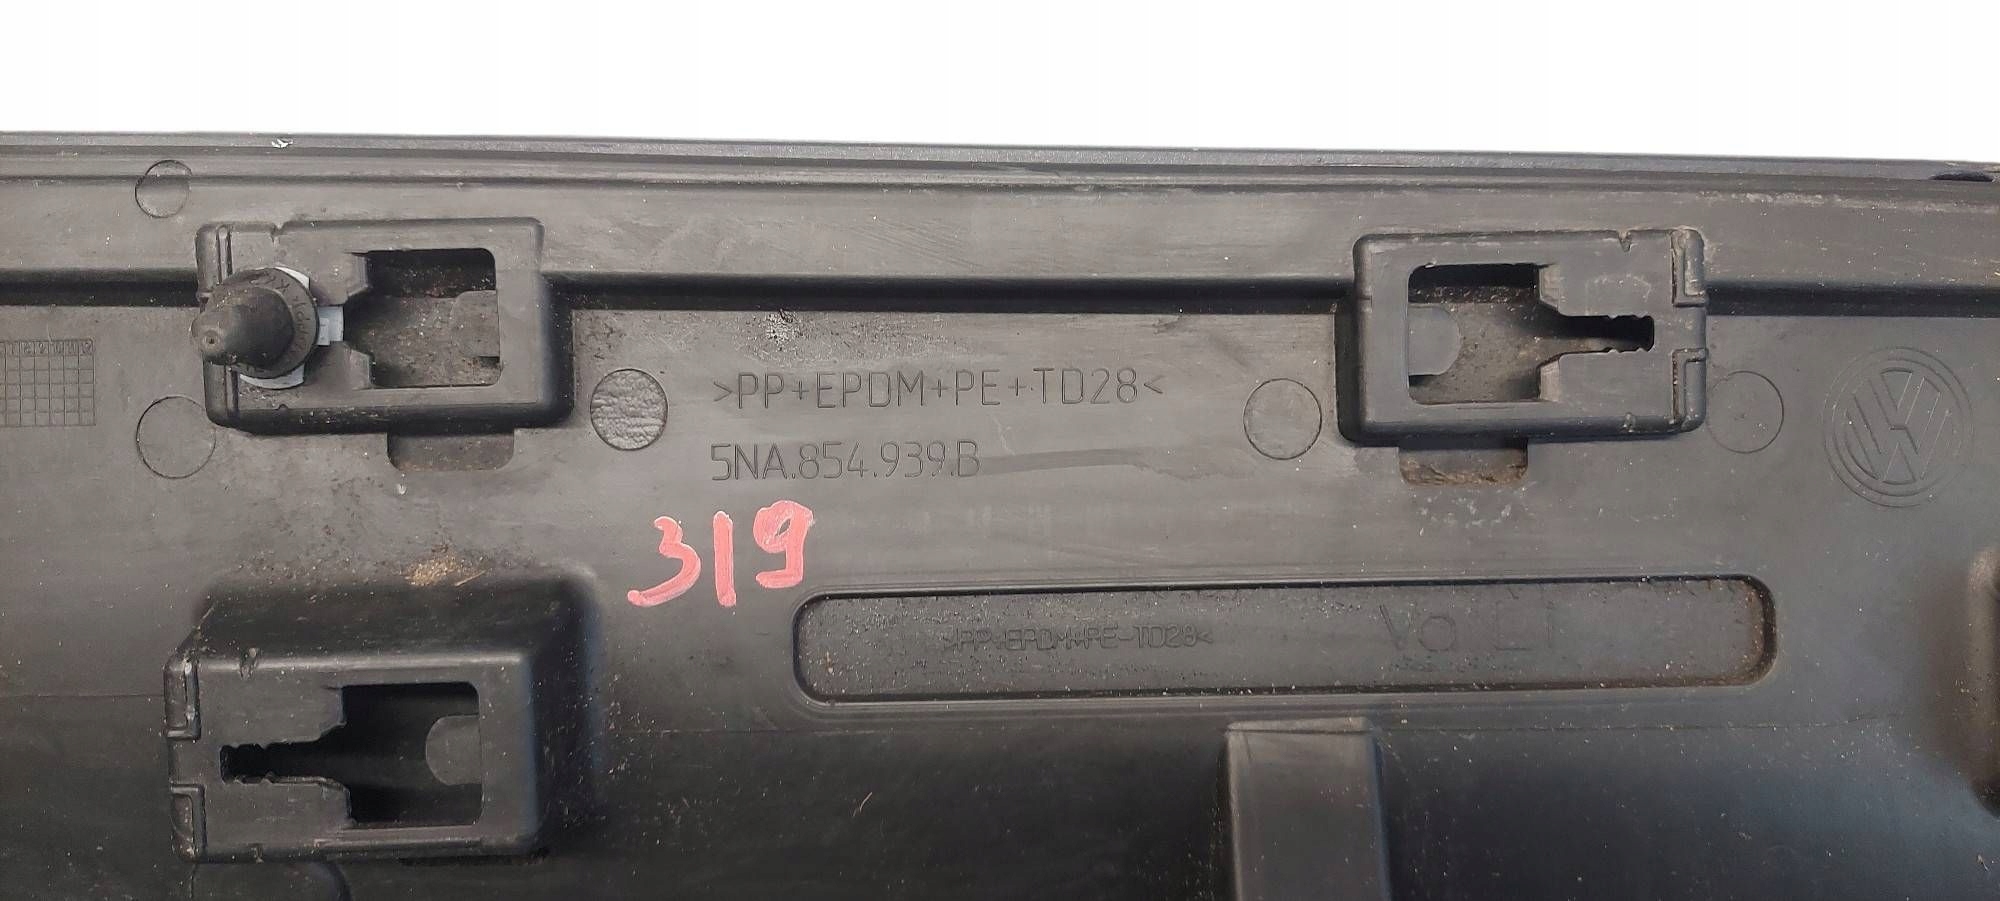 >PP+EPDM+PE+TD28<
5NA.854.939.B
319
>PP+EPDM+PE-TD28<